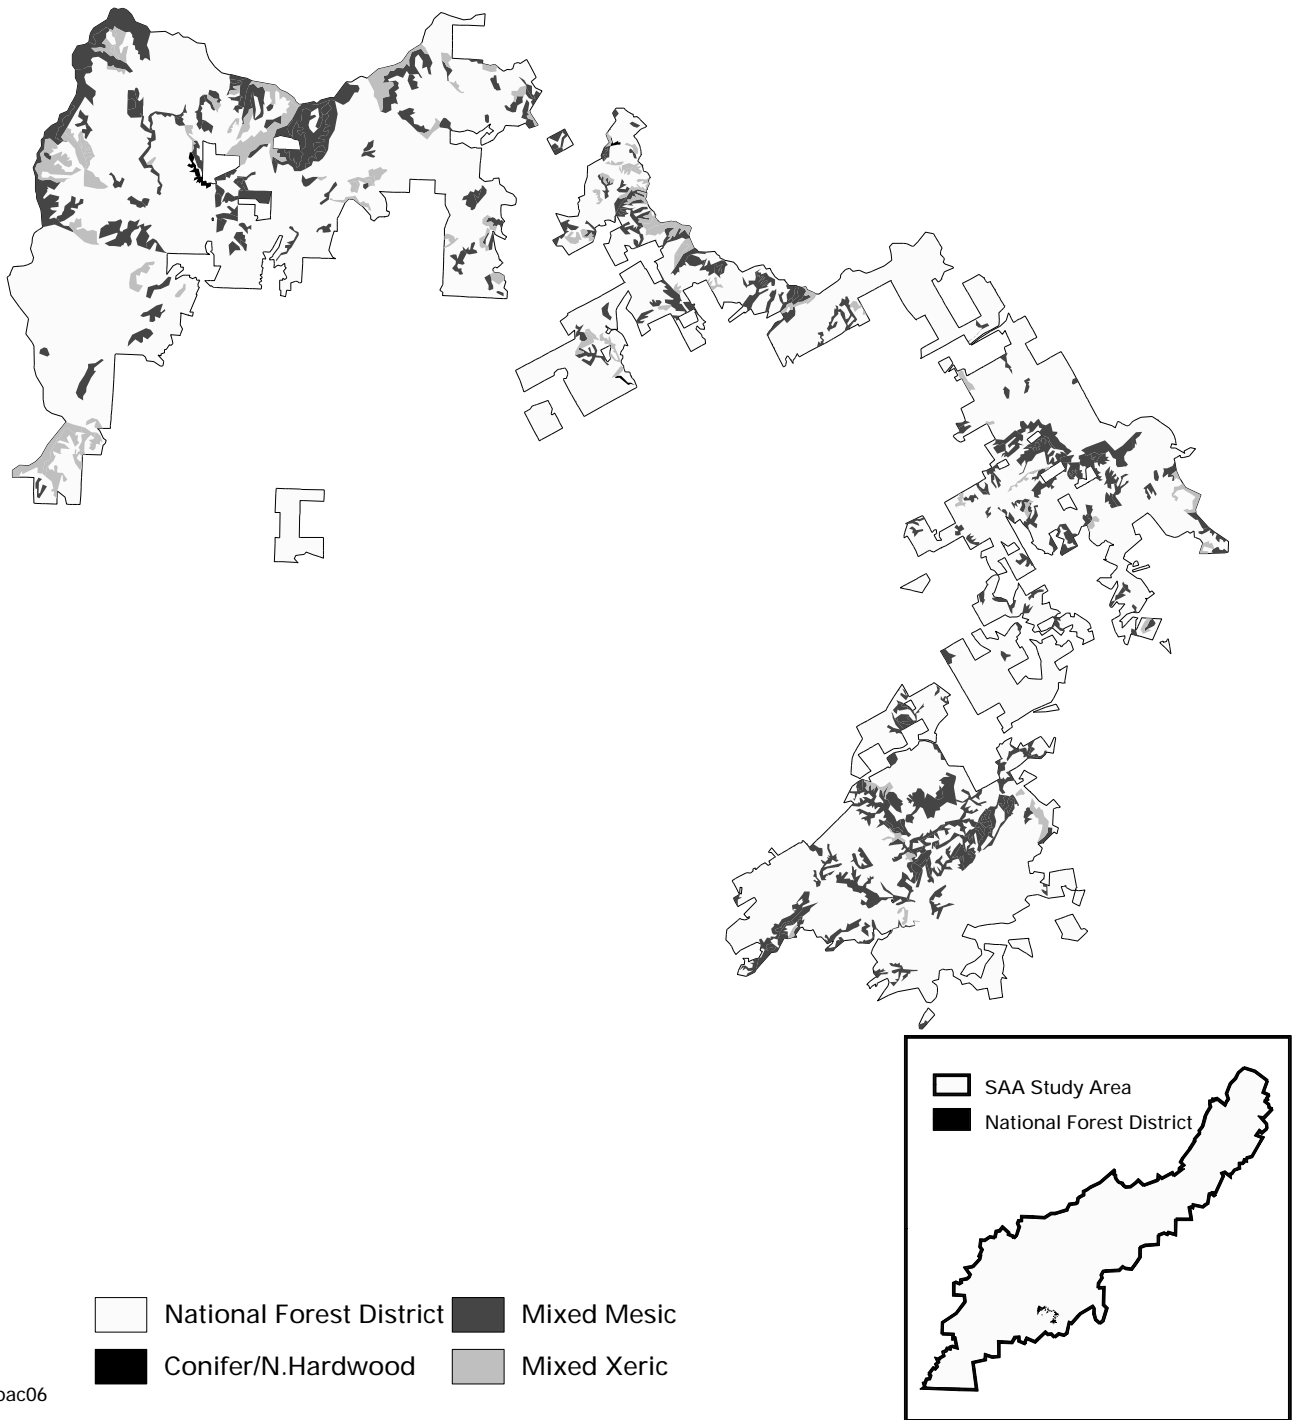 SAA Study Area
National Forest District
National Forest District
Mixed Mesic
Conifer/N.Hardwood
Mixed Xeric